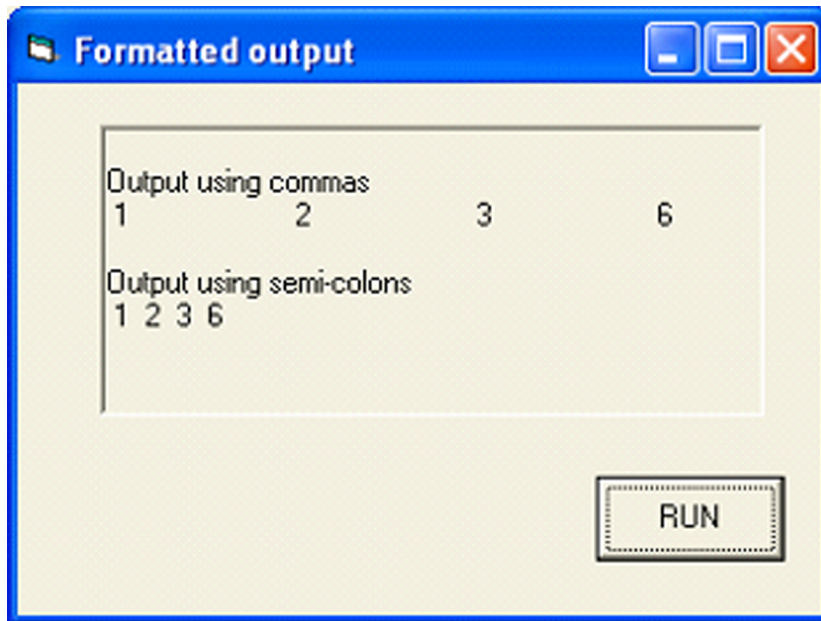 Formatted output
Output using commas
1 2 3 6
Output using semi-colons
1 2 3 6
RUN